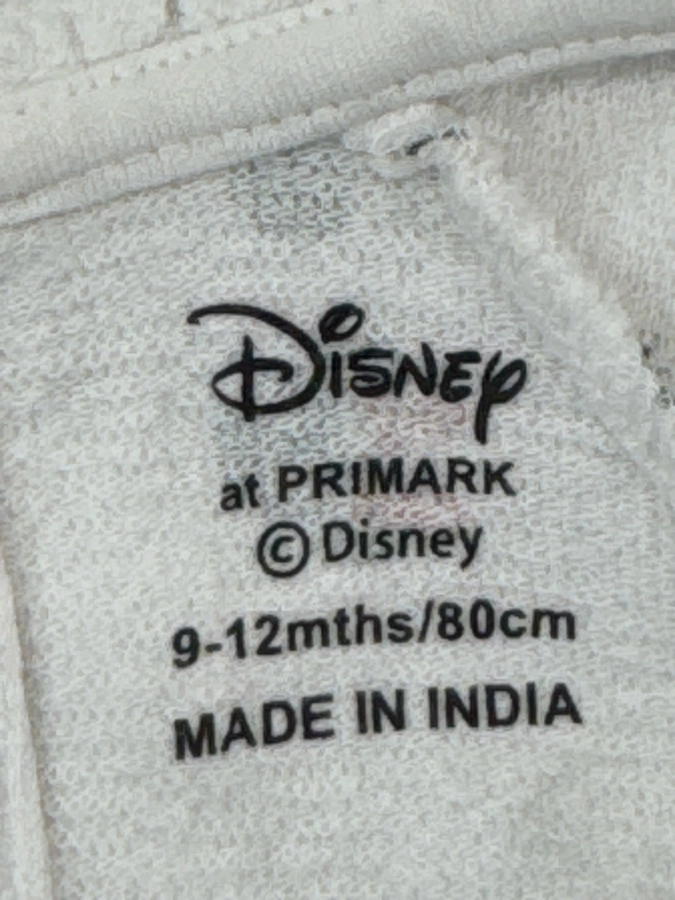 Disney
at PRIMARK
© Disney
9-12mths/80cm
MADE IN INDIA